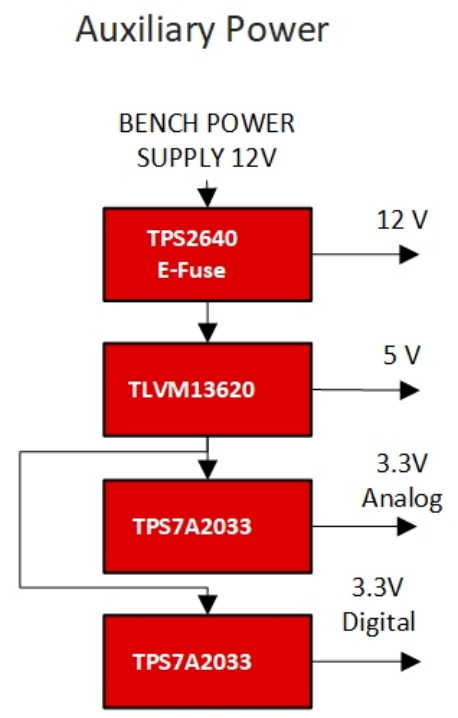 Auxiliary Power
BENCH POWER
SUPPLY 12V
TPS2640
E-Fuse
12 V
TLVM13620
5 V
TPS7A2033
3.3V
Analog
TPS7A2033
3.3V
Digital